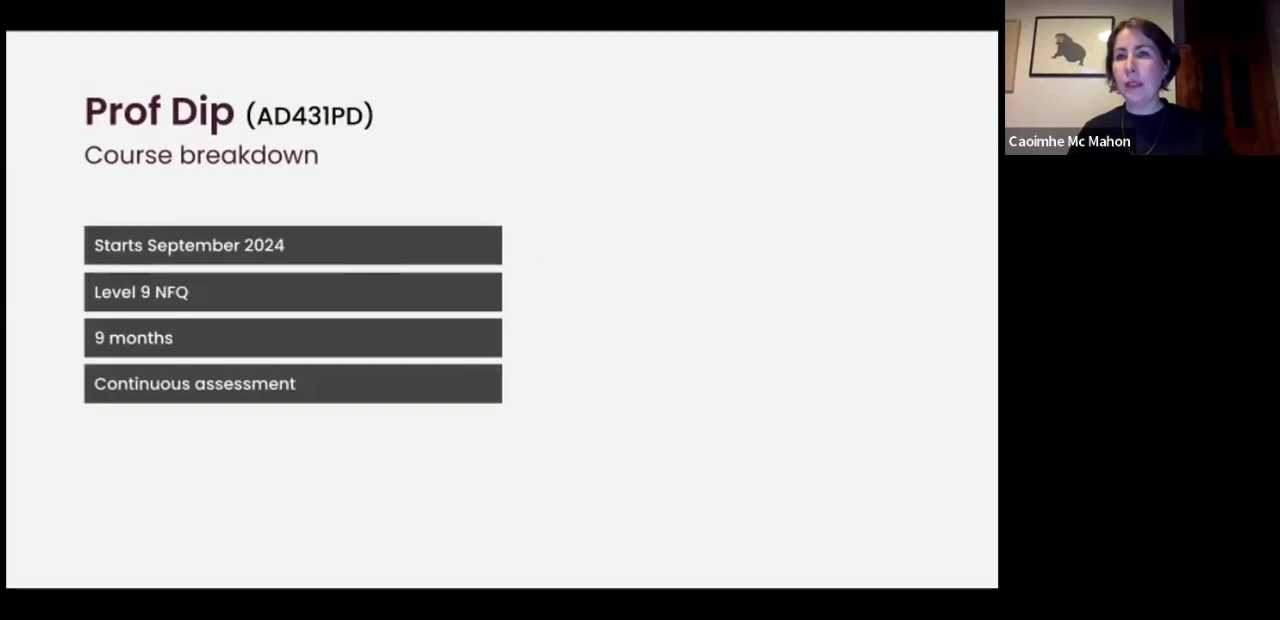 Prof Dip (AD431PD)
Course breakdown
Starts September 2024
Level 9 NFQ
9 months
Continuous assessment
Caoimhe Mc Mahon